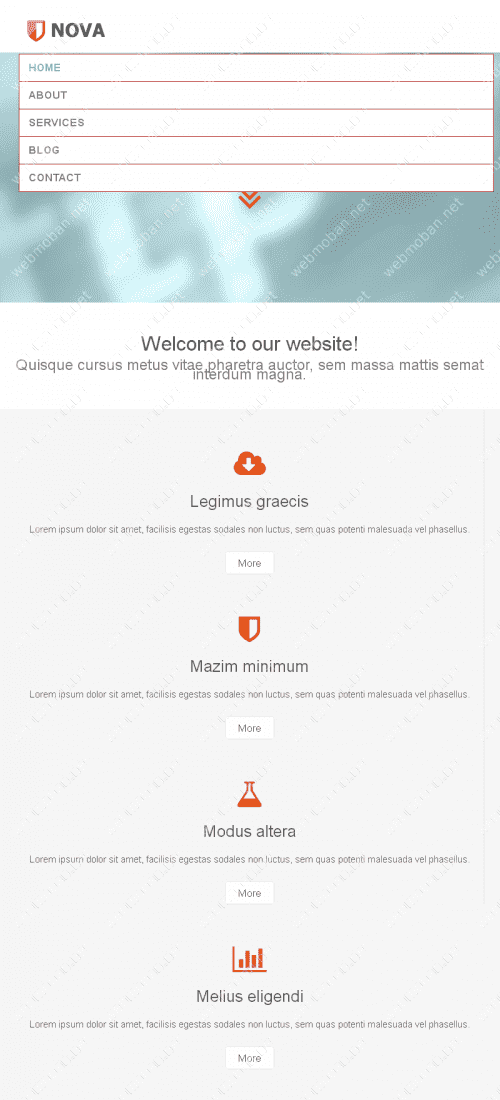 NOVA
HOME
ABOUT
SERVICES
BLOG
CONTACT
webmoban.net
Welcome to our website!
Quisque cursus metus vitae pharetra auctor, sem massa mattis semat
interdum magna.
Legimus graecis
Lorem ipsum dolor sit amet, facilisis egestas sodales non luctus, sem quas potenti malesuada vel phasellus.
More
Mazim minimum
Lorem ipsum dolor sit amet, facilisis egestas sodales non luctus, sem quas potenti malesuada vel phasellus.
More
Modus altera
Lorem ipsum dolor sit amet, facilisis egestas sodales non luctus, sem quas potenti malesuada vel phasellus.
More
Melius eligendi
Lorem ipsum dolor sit amet, facilisis egestas sodales non luctus, sem quas potenti malesuada vel phasellus.
More